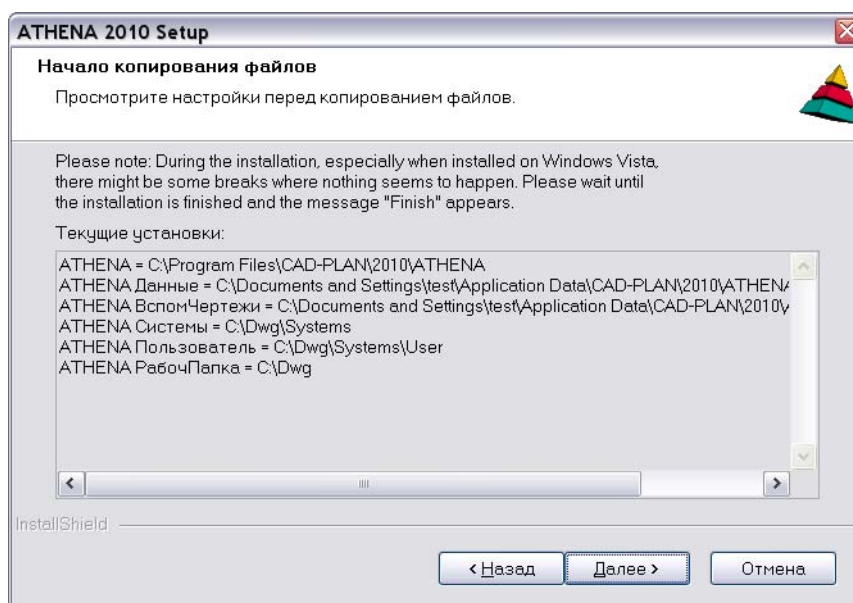 ATHENA 2010 Setup
Начало копирования файлов
Просмотрите настройки перед копированием файлов.
Please note: During the installation, especially when installed on Windows Vista,
there might be some breaks where nothing seems to happen. Please wait until
the installation is finished and the message "Finish" appears.
Текущие установки:
ATHENA = C:\Program Files\CAD-PLAN\2010\ATHENA
ATHENA Данные = C:\Documents and Settings\test\Application Data\CAD-PLAN\2010\ATHENA
ATHENA ВспомЧертежи = C:\Documents and Settings\test\Application Data\CAD-PLAN\2010\
ATHENA Системы = C:\Dwg\Systems
ATHENA Пользователь = C:\Dwg\Systems\User
ATHENA РабочПапка = C:\Dwg
InstallShield
< Назад
Далее >
Отмена